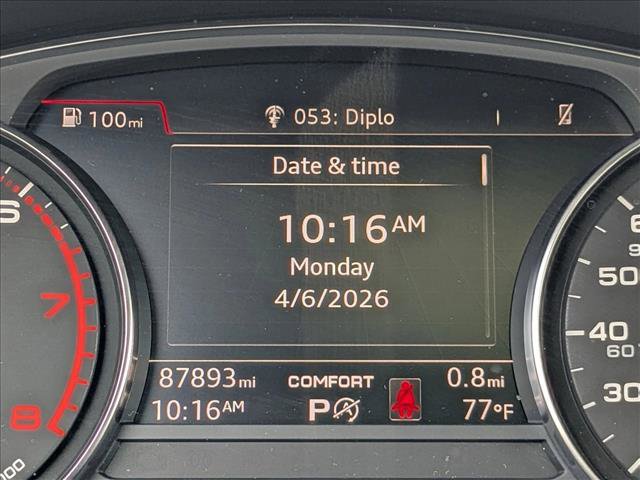 100mi
053: Diplo
Date & time
10:16AM
Monday
4/6/2026
87893mi COMFORT 0.8mi
10:16AM P A 77°F
6
7
8
50
40
60
30